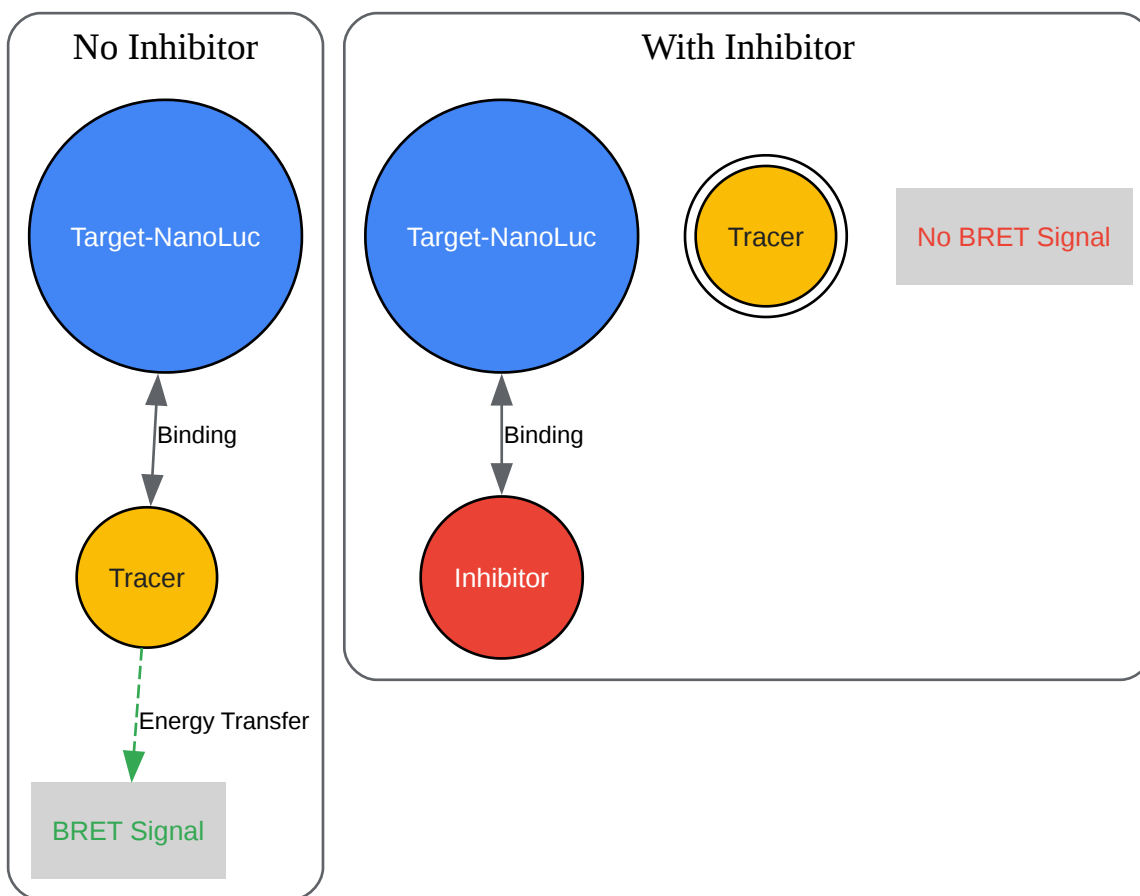 No Inhibitor
Target-NanoLuc
Binding
Tracer
Energy Transfer
BRET Signal
With Inhibitor
Target-NanoLuc
Tracer
No BRET Signal
Binding
Inhibitor